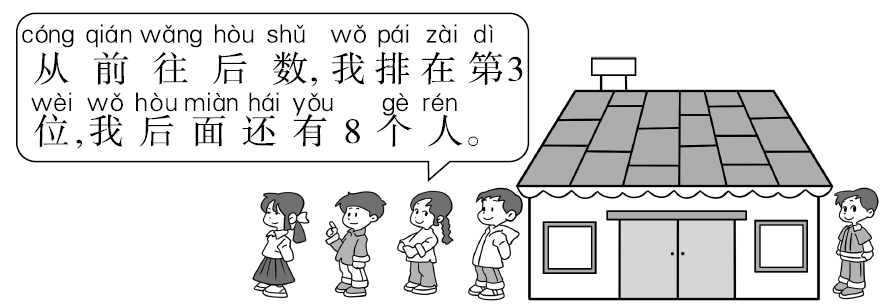 cóng qián wǎng hòu shǔ wǒ pái zài dì
从前往后数,我排在第3
wèi wǒ hòu miàn hái yǒu gè rén
位,我后面还有8个人。